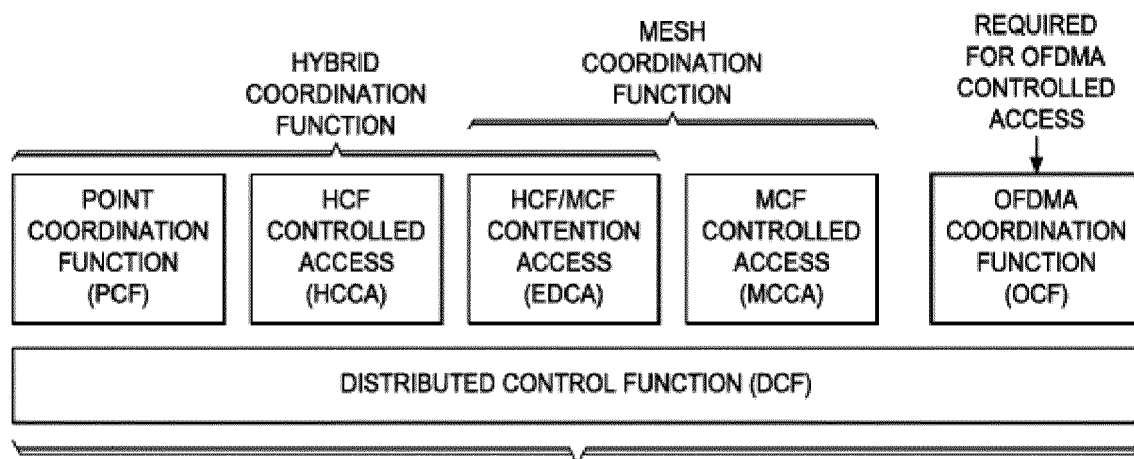 HYBRID
COORDINATION
FUNCTION
MESH
COORDINATION
FUNCTION
REQUIRED
FOR OFDMA
CONTROLLED
ACCESS
POINT
COORDINATION
FUNCTION
(PCF)
HCF
CONTROLLED
ACCESS
(HCCA)
HCF/MCF
CONTENTION
ACCESS
(EDCA)
MCF
CONTROLLED
ACCESS
(MCCA)
OFDMA
COORDINATION
FUNCTION
(OCF)
DISTRIBUTED CONTROL FUNCTION (DCF)